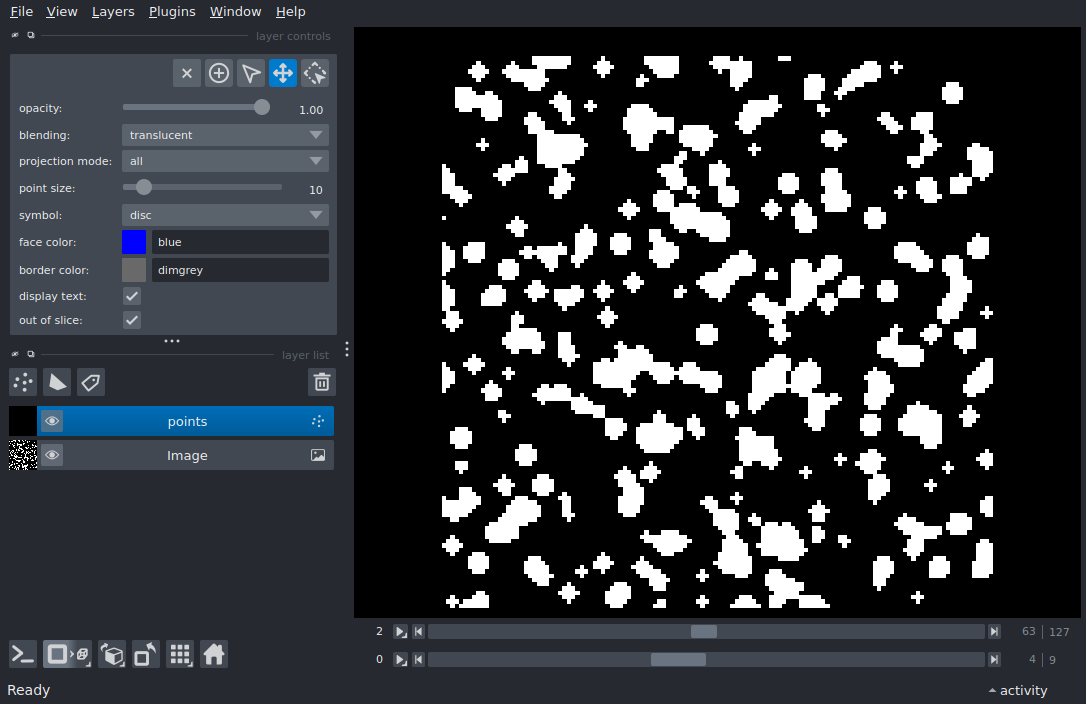 File View Layers Plugins Window Help
layer controls
opacity: 1.00
blending: translucent
projection mode: all
point size: 10
symbol: disc
face color: blue
border color: dimgrey
display text:
out of slice:
layer list
points
Image
2 63 127
0 4 9
Ready activity